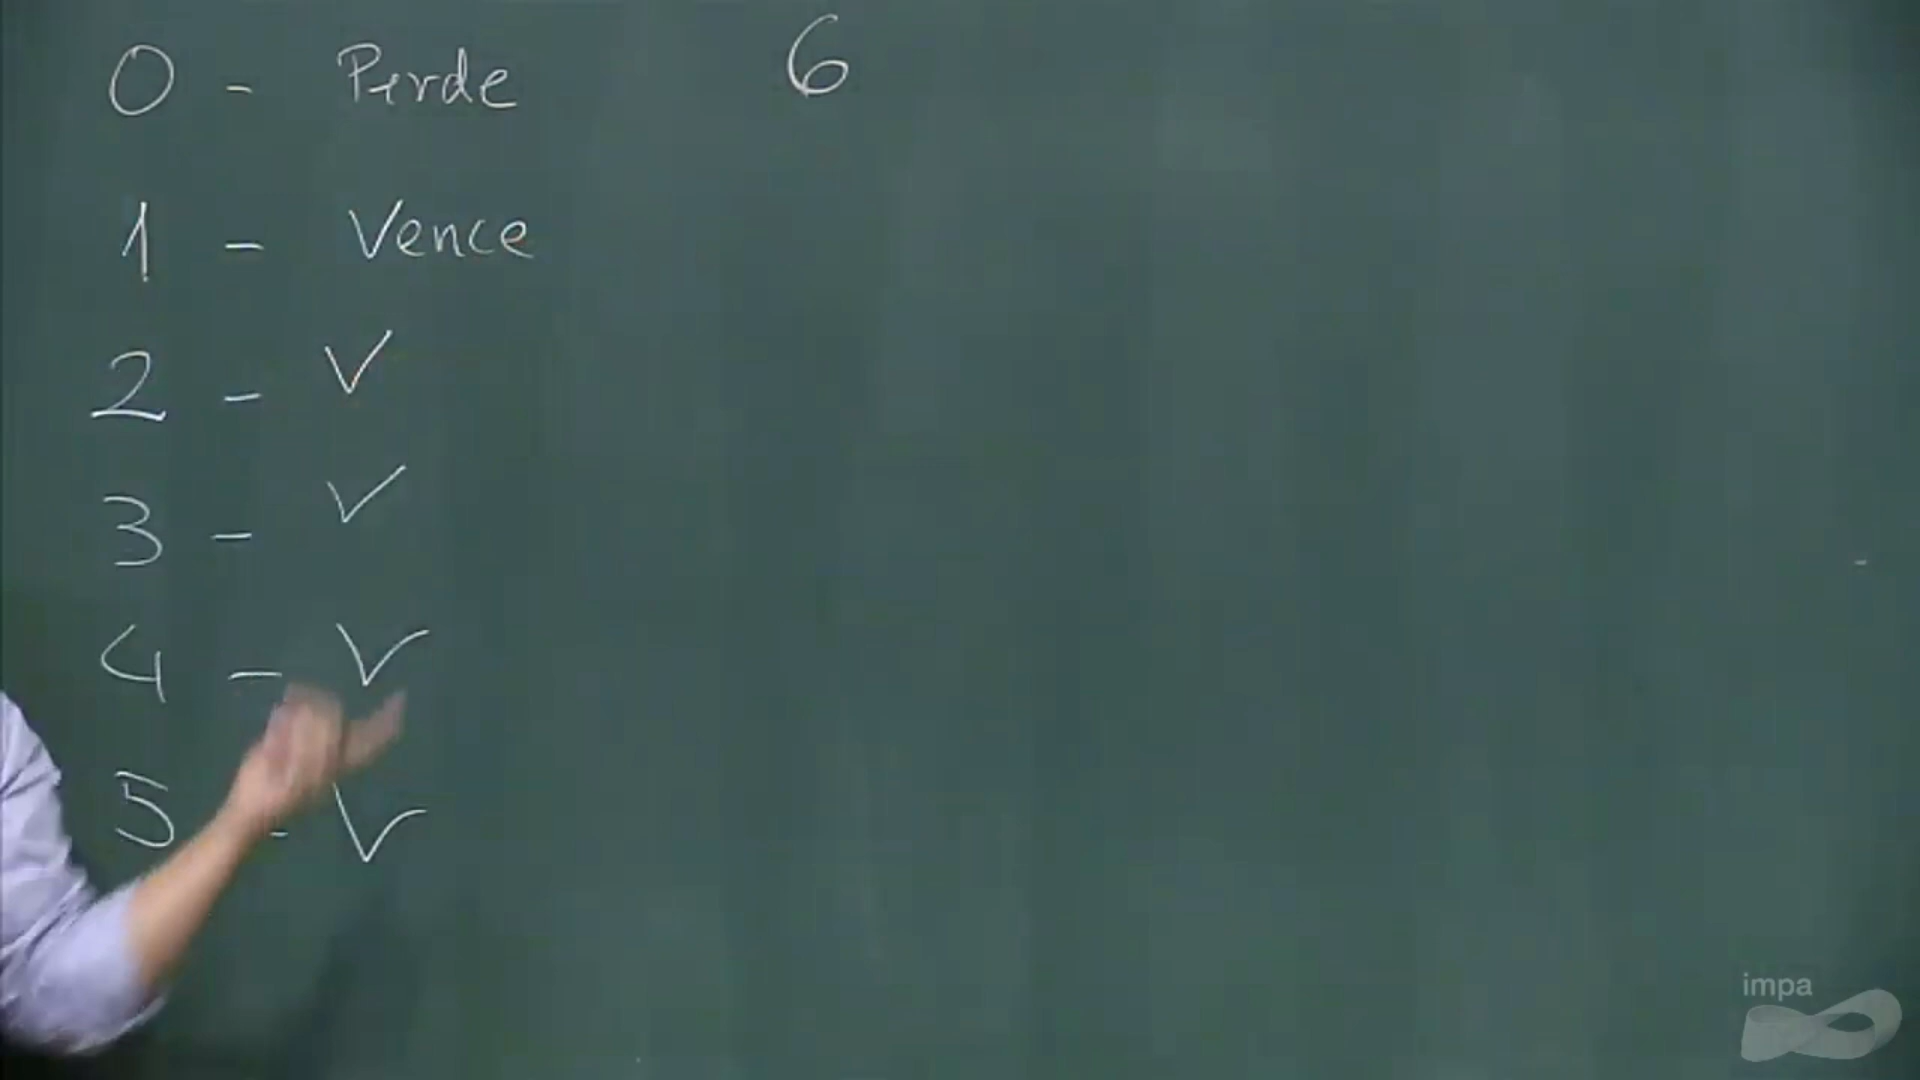 0 - Perde
1 - Vence
2 - V
3 - V
4 - V
5 - V
6
impa